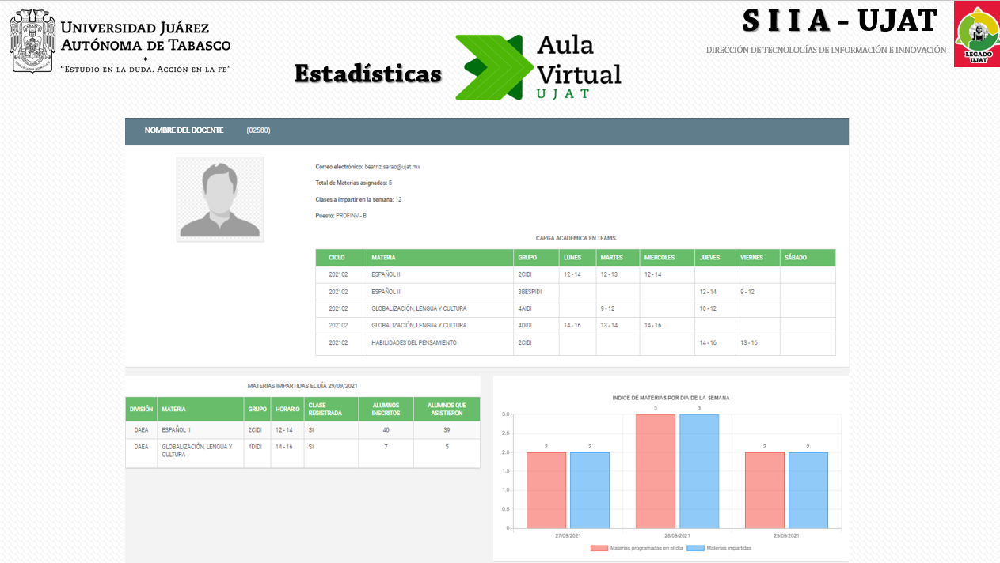 UNIVERSIDAD JUÁREZ
AUTÓNOMA DE TABASCO
“ESTUDIO EN LA DUDA. ACCIÓN EN LA FE”
Estadísticas
Aula
Virtual
UJAT
SIIA - UJAT
DIRECCIÓN DE TECNOLOGÍAS DE INFORMACIÓN E INNOVACIÓN
LEGADO
UJAT
NOMBRE DEL DOCENTE (02580)
Correo electrónico: beatriz.sarao@ujat.mx
Total de Materias asignadas: 5
Clases a impartir en la semana: 12
Puesto: PROFINV - B
CARGA ACADEMICA EN TEAMS
CICLO MATERIA GRUPO LUNES MARTES MIERCOLES JUEVES VIERNES SÁBADO
202102 ESPAÑOL II 2CIDI 12 - 14 12 - 13 12 - 14
202102 ESPAÑOL III 3BESPIDI 12 - 14 9 - 12
202102 GLOBALIZACIÓN, LENGUA Y CULTURA 4AIDI 9 - 12 10 - 12
202102 GLOBALIZACIÓN, LENGUA Y CULTURA 4DIDI 14 - 16 13 - 14 14 - 16
202102 HABILIDADES DEL PENSAMIENTO 2CIDI 14 - 16 13 - 16
MATERIAS IMPARTIDAS EL DÍA 29/09/2021
DIVISIÓN MATERIA GRUPO HORARIO CLASE REGISTRADA ALUMNOS INSCRITOS ALUMNOS QUE ASISTIERON
DAEA ESPAÑOL II 2CIDI 12 - 14 SI 40 39
DAEA GLOBALIZACIÓN, LENGUA Y CULTURA 4DIDI 14 - 16 SI 7 5
INDICE DE MATERIAS POR DIA DE LA SEMANA
3.0
2.5
2.0
1.5
1.0
0.5
0
2 2 3 3 2 2
27/09/2021 28/09/2021 29/09/2021
Materias programadas en el día Materias impartidas